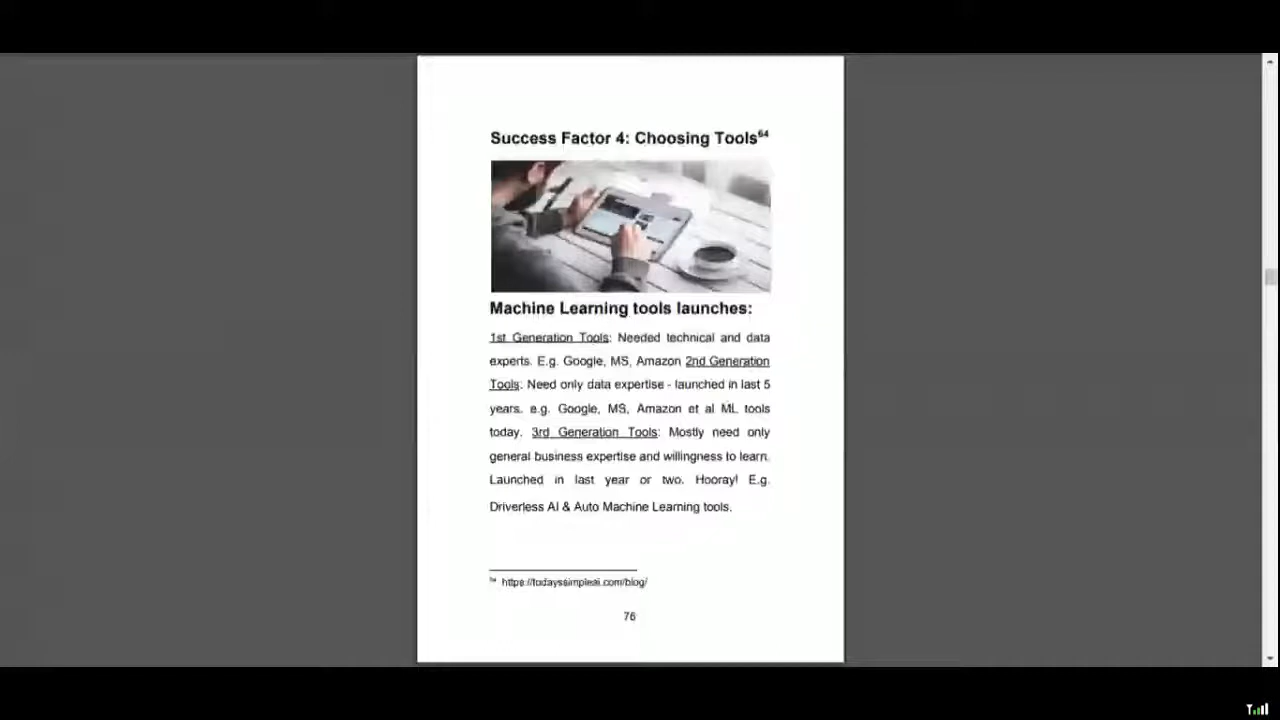 Success Factor 4: Choosing Tools54
Machine Learning tools launches:
1st Generation Tools: Needed technical and data
experts. E.g. Google, MS, Amazon 2nd Generation
Tools: Need only data expertise - launched in last 5
years. e.g. Google, MS, Amazon et al ML tools
today. 3rd Generation Tools: Mostly need only
general business expertise and willingness to learn.
Launched in last year or two. Hooray! E.g.
Driverless AI & Auto Machine Learning tools.
54 https://todayssimpleai.com/blog/
76